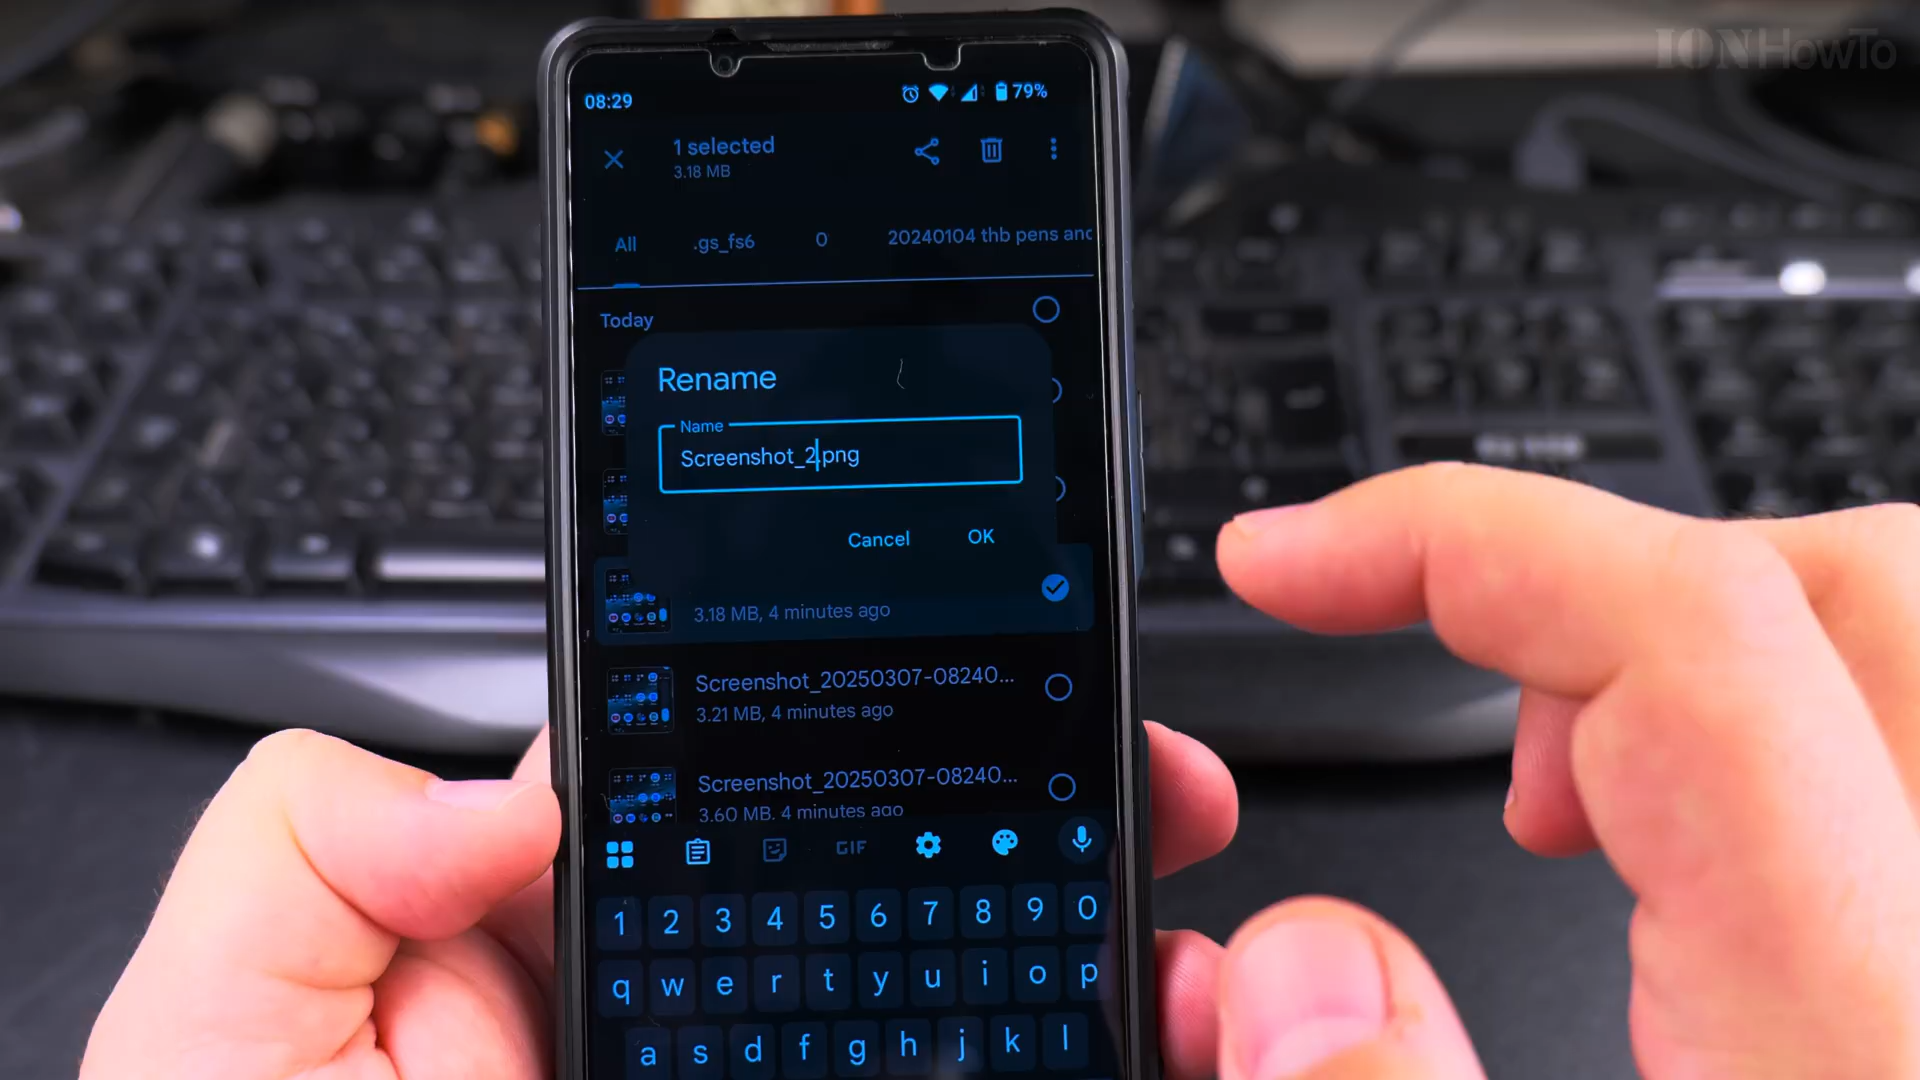 IONHowTo
08:29
79%
1 selected
3.18 MB
All .gs_fs6 0 20240104 thb pens and
Today
Rename
Name
Screenshot_2.png
Cancel OK
3.18 MB, 4 minutes ago
Screenshot_20250307-08240...
3.21 MB, 4 minutes ago
Screenshot_20250307-08240...
3.60 MB, 4 minutes ago
GIF
1 2 3 4 5 6 7 8 9 0
q w e r t y u i o p
a s d f g h j k l